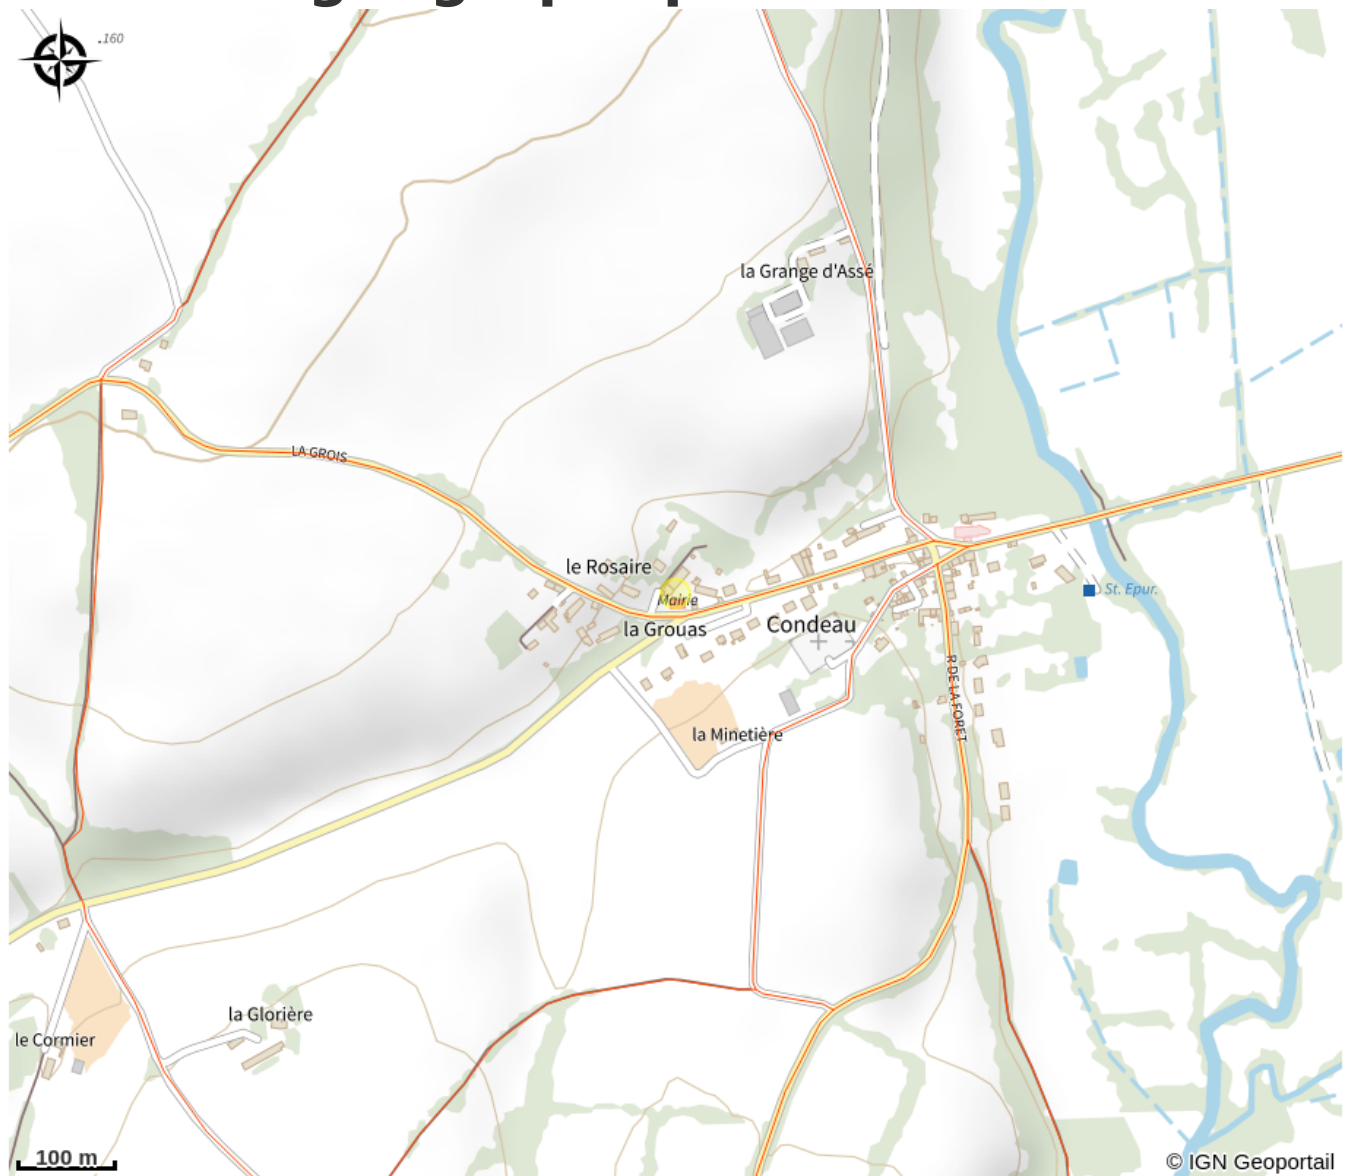 .160
la Grange d'Assé
LA GROIS
le Rosaire
Mairie
la Grouas
Condeau
St. Epur.
R DE LA FORET
la Minetière
la Glorière
le Cormier
100 m
© IGN Geoportail